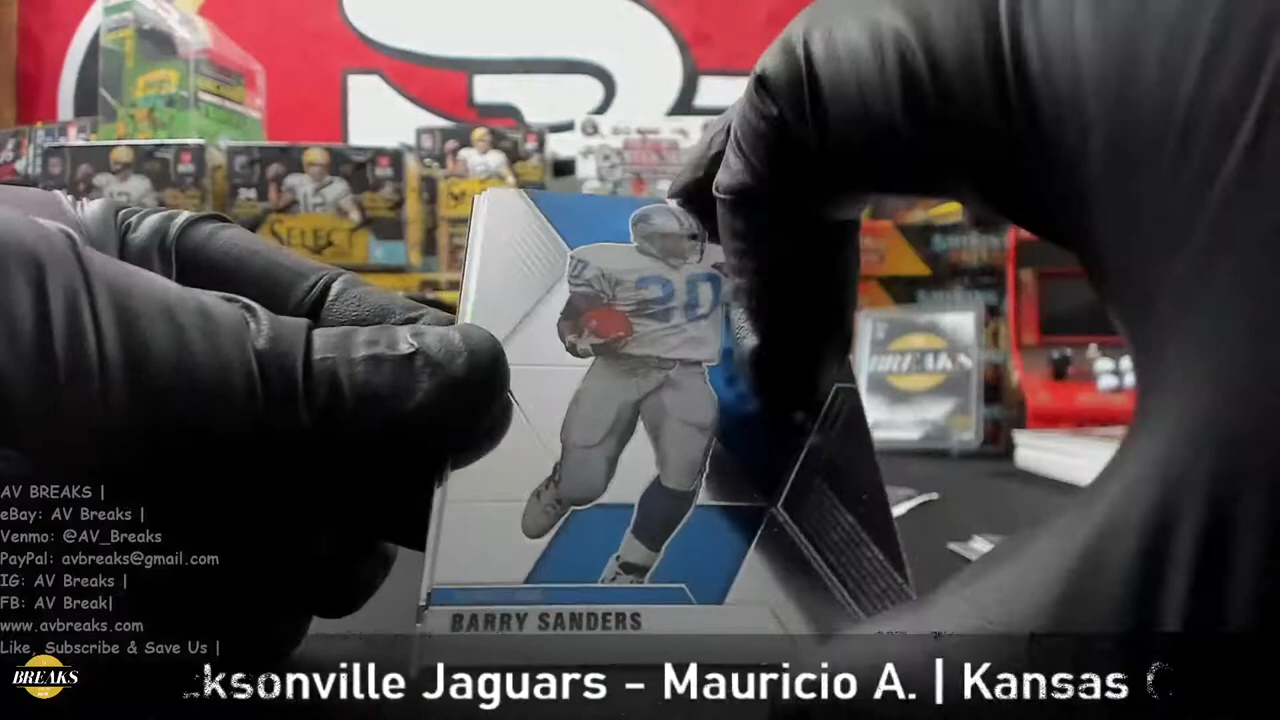 SELECT
20
BREAKS
BARRY SANDERS
AV BREAKS |
eBay: AV Breaks |
Venmo: @AV_Breaks
PayPal: avbreaks@gmail.com
IG: AV Breaks |
FB: AV Break|
www.avbreaks.com
Like, Subscribe & Save Us |
BREAKS
ksonville Jaguars - Mauricio A. | Kansas